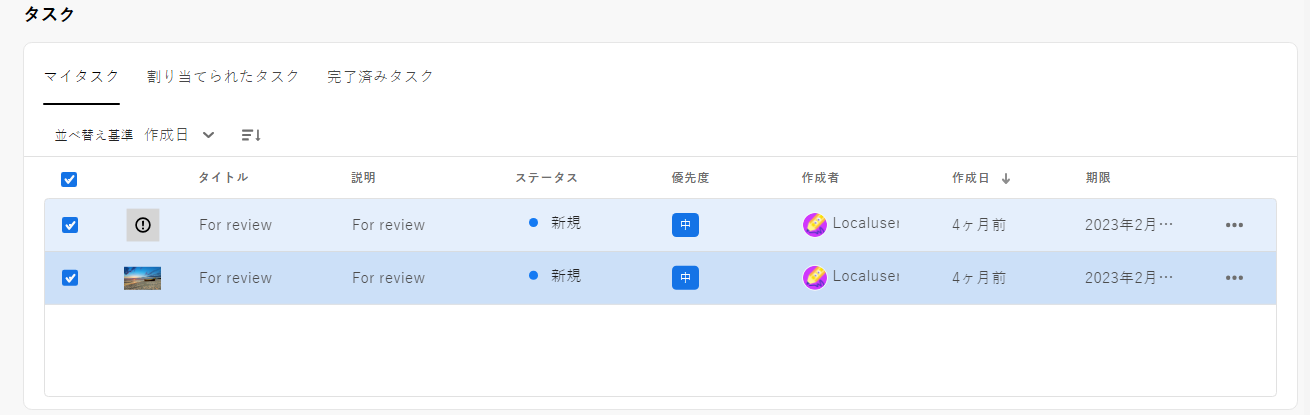 タスク
マイタスク 割り当てられたタスク 完了済みタスク
並べ替え基準 作成日
タイトル 説明 ステータス 優先度 作成者 作成日 期限
For review For review 新規 中 Localuser 4ヶ月前 2023年2月…
For review For review 新規 中 Localuser 4ヶ月前 2023年2月…